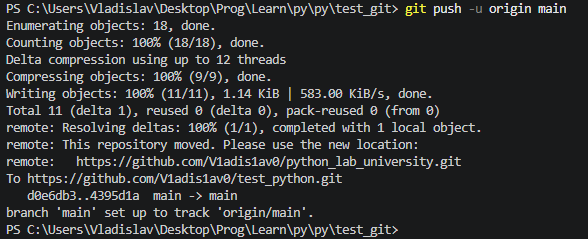 PS C:\Users\Vladislav\Desktop\Prog\Learn\py\py\test_git> git push -u origin main
Enumerating objects: 18, done.
Counting objects: 100% (18/18), done.
Delta compression using up to 12 threads
Compressing objects: 100% (9/9), done.
Writing objects: 100% (11/11), 1.14 KiB | 583.00 KiB/s, done.
Total 11 (delta 1), reused 0 (delta 0), pack-reused 0 (from 0)
remote: Resolving deltas: 100% (1/1), completed with 1 local object.
remote: This repository moved. Please use the new location:
remote:   https://github.com/V1adis1av0/python_lab_university.git
To https://github.com/V1adis1av0/test_python.git
   d0e6db3..4395d1a  main -> main
branch 'main' set up to track 'origin/main'.
PS C:\Users\Vladislav\Desktop\Prog\Learn\py\py\test_git>